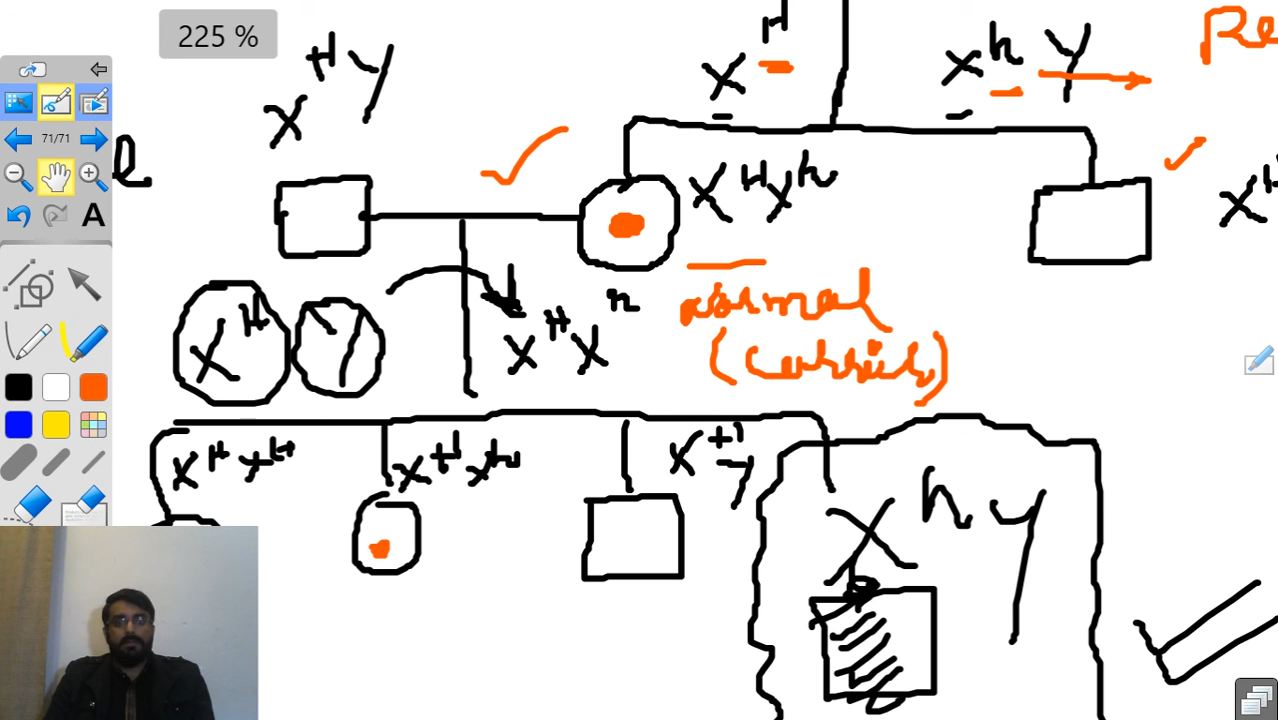 225 %
71/71
A
l
X^H Y
X^H
X^h Y
Re
X^H Y^h
X^H
X^H Y
n
X^H X
normal
(carrier)
X^H X^H
X^H X^h
X^H Y
X^h Y